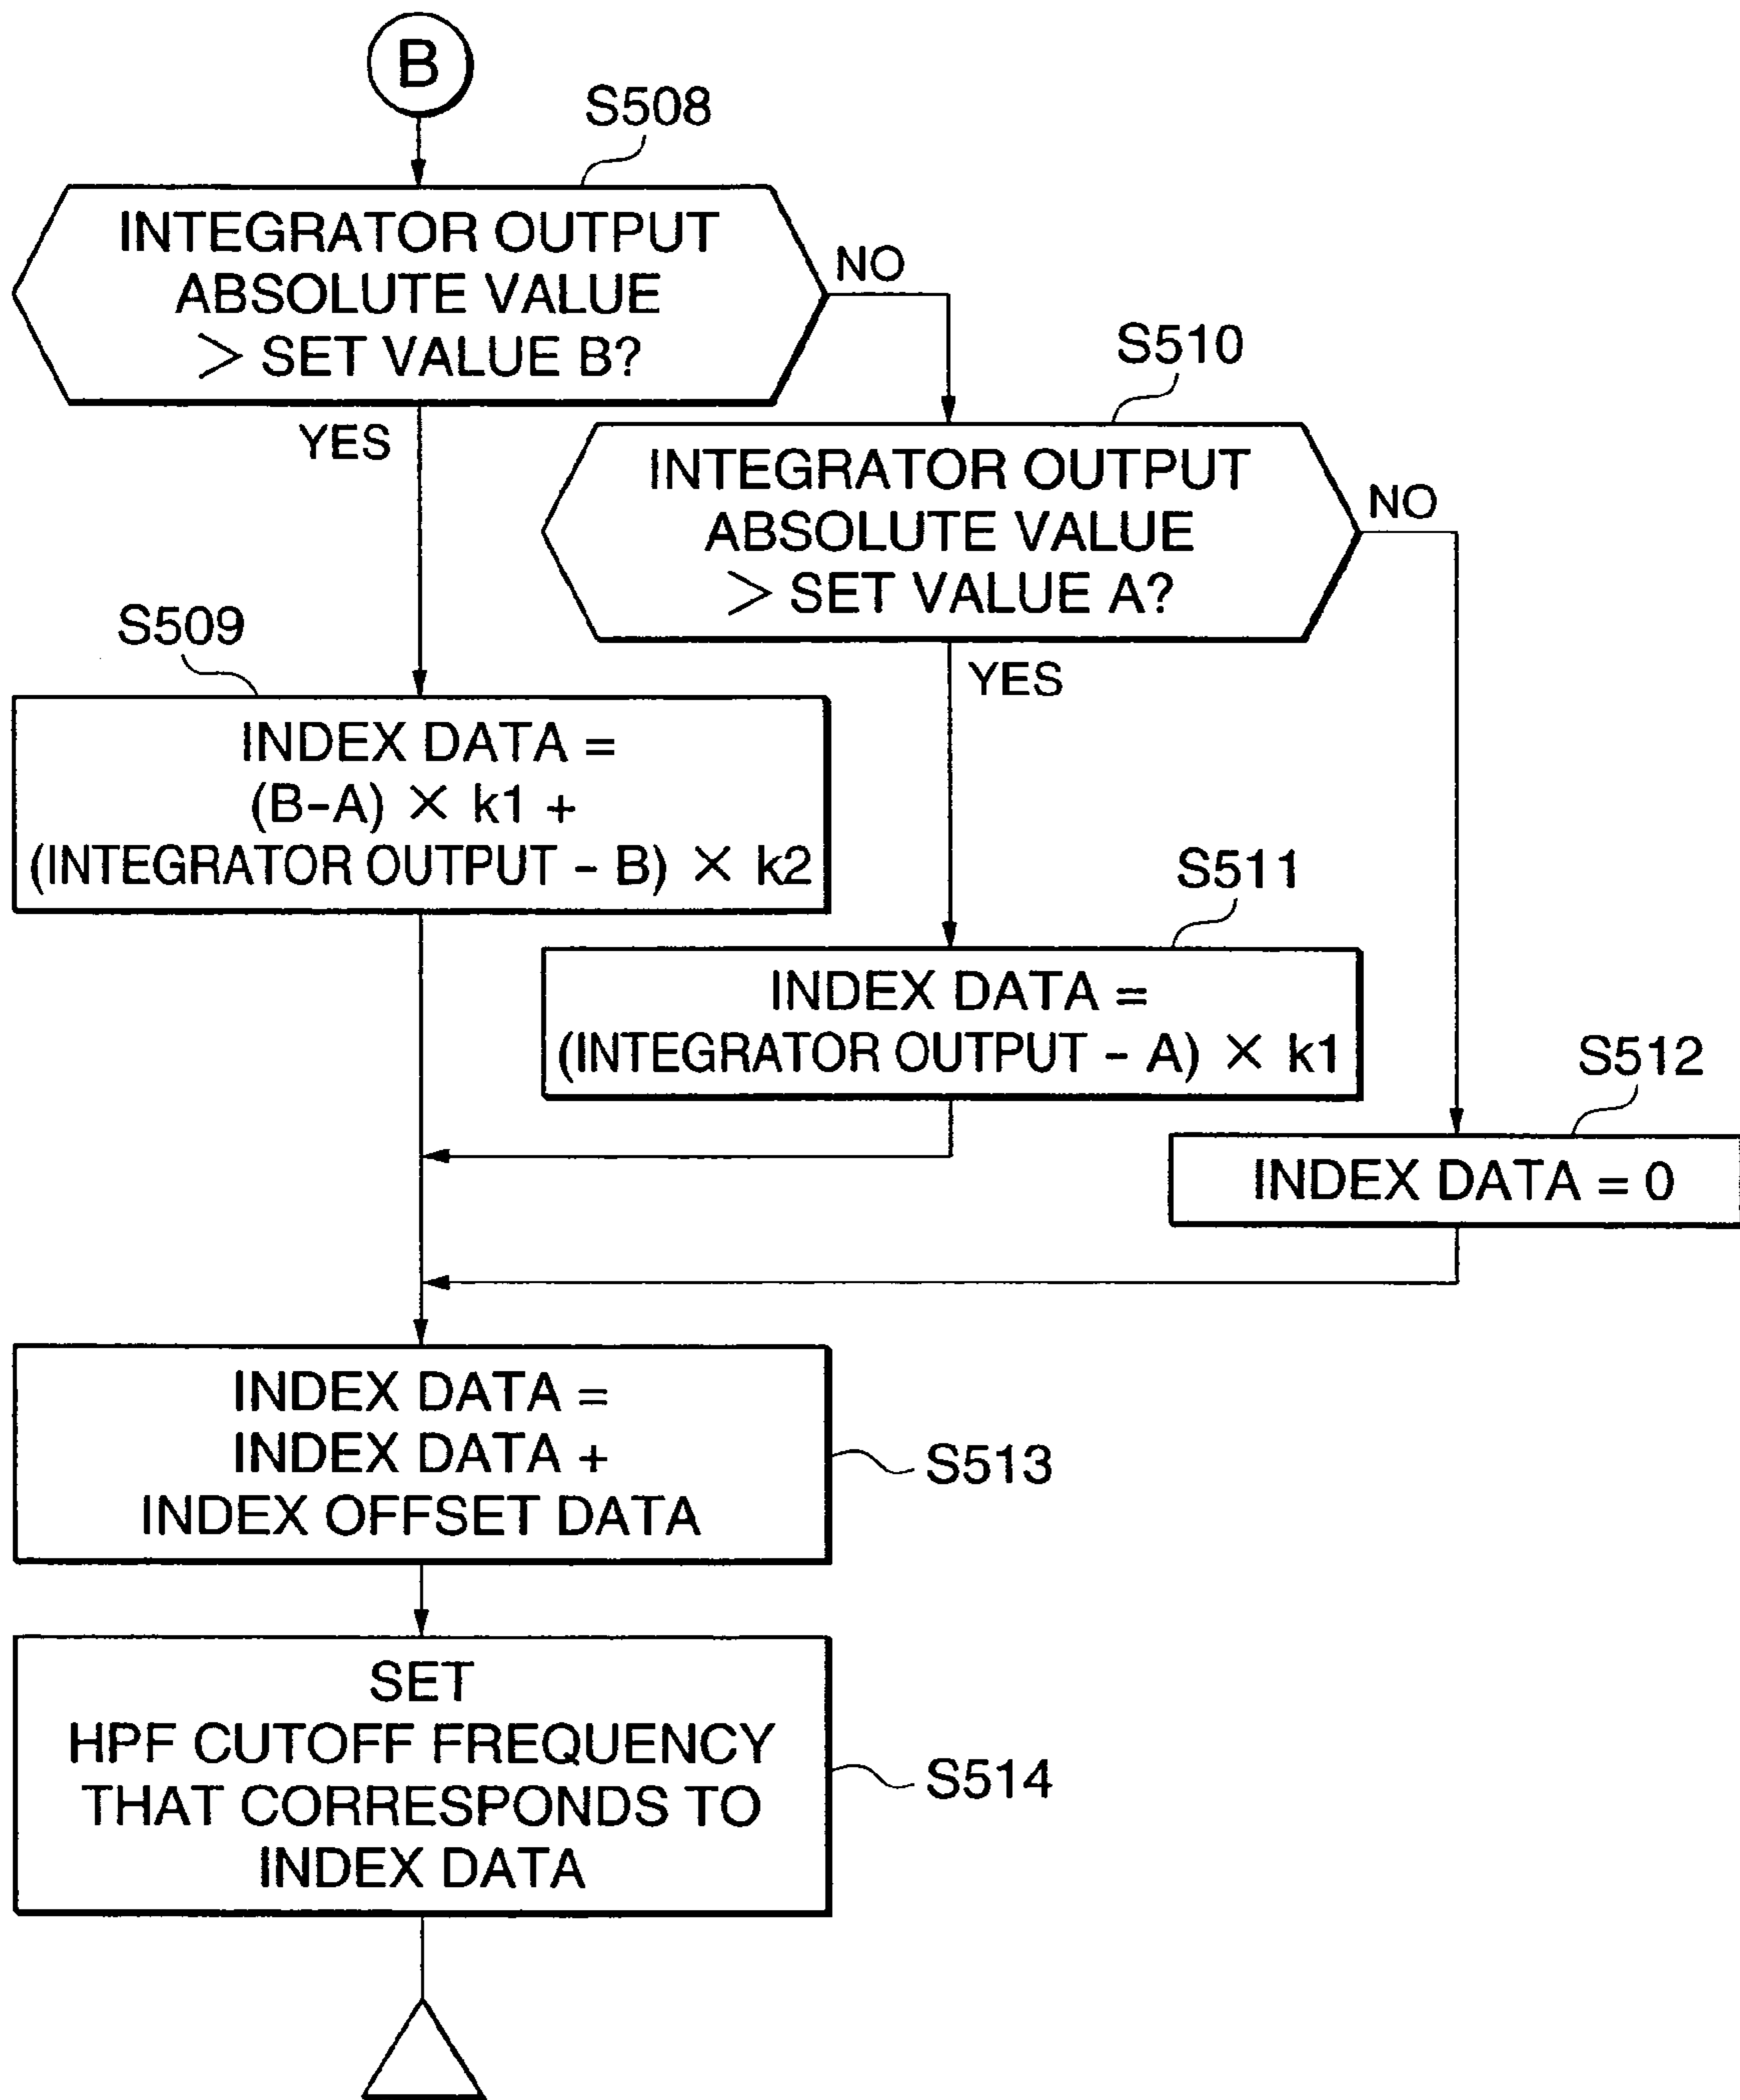 B
S508
INTEGRATOR OUTPUT
ABSOLUTE VALUE
> SET VALUE B?
NO
YES
S510
INTEGRATOR OUTPUT
ABSOLUTE VALUE
> SET VALUE A?
NO
YES
S509
INDEX DATA =
(B-A) × k1 +
(INTEGRATOR OUTPUT - B) × k2
S511
INDEX DATA =
(INTEGRATOR OUTPUT - A) × k1
S512
INDEX DATA = 0
INDEX DATA =
INDEX DATA +
INDEX OFFSET DATA
S513
SET
HPF CUTOFF FREQUENCY
THAT CORRESPONDS TO
INDEX DATA
S514